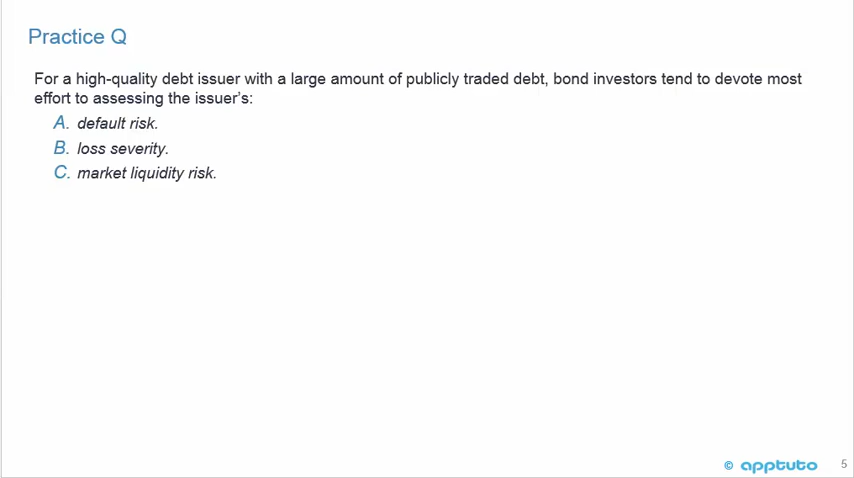 Practice Q
For a high-quality debt issuer with a large amount of publicly traded debt, bond investors tend to devote most
effort to assessing the issuer's:
A. default risk.
B. loss severity.
C. market liquidity risk.
© apptuto 5